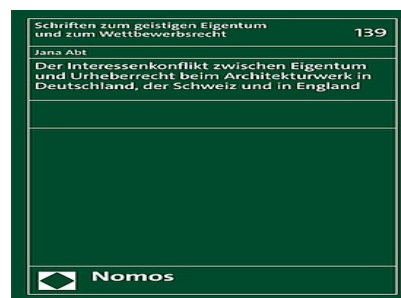 Schriften zum geistigen Eigentum
und zum Wettbewerbsrecht 139
Jana Abt
Der Interessenkonflikt zwischen Eigentum
und Urheberrecht beim Architekturwerk in
Deutschland, der Schweiz und in England
Nomos